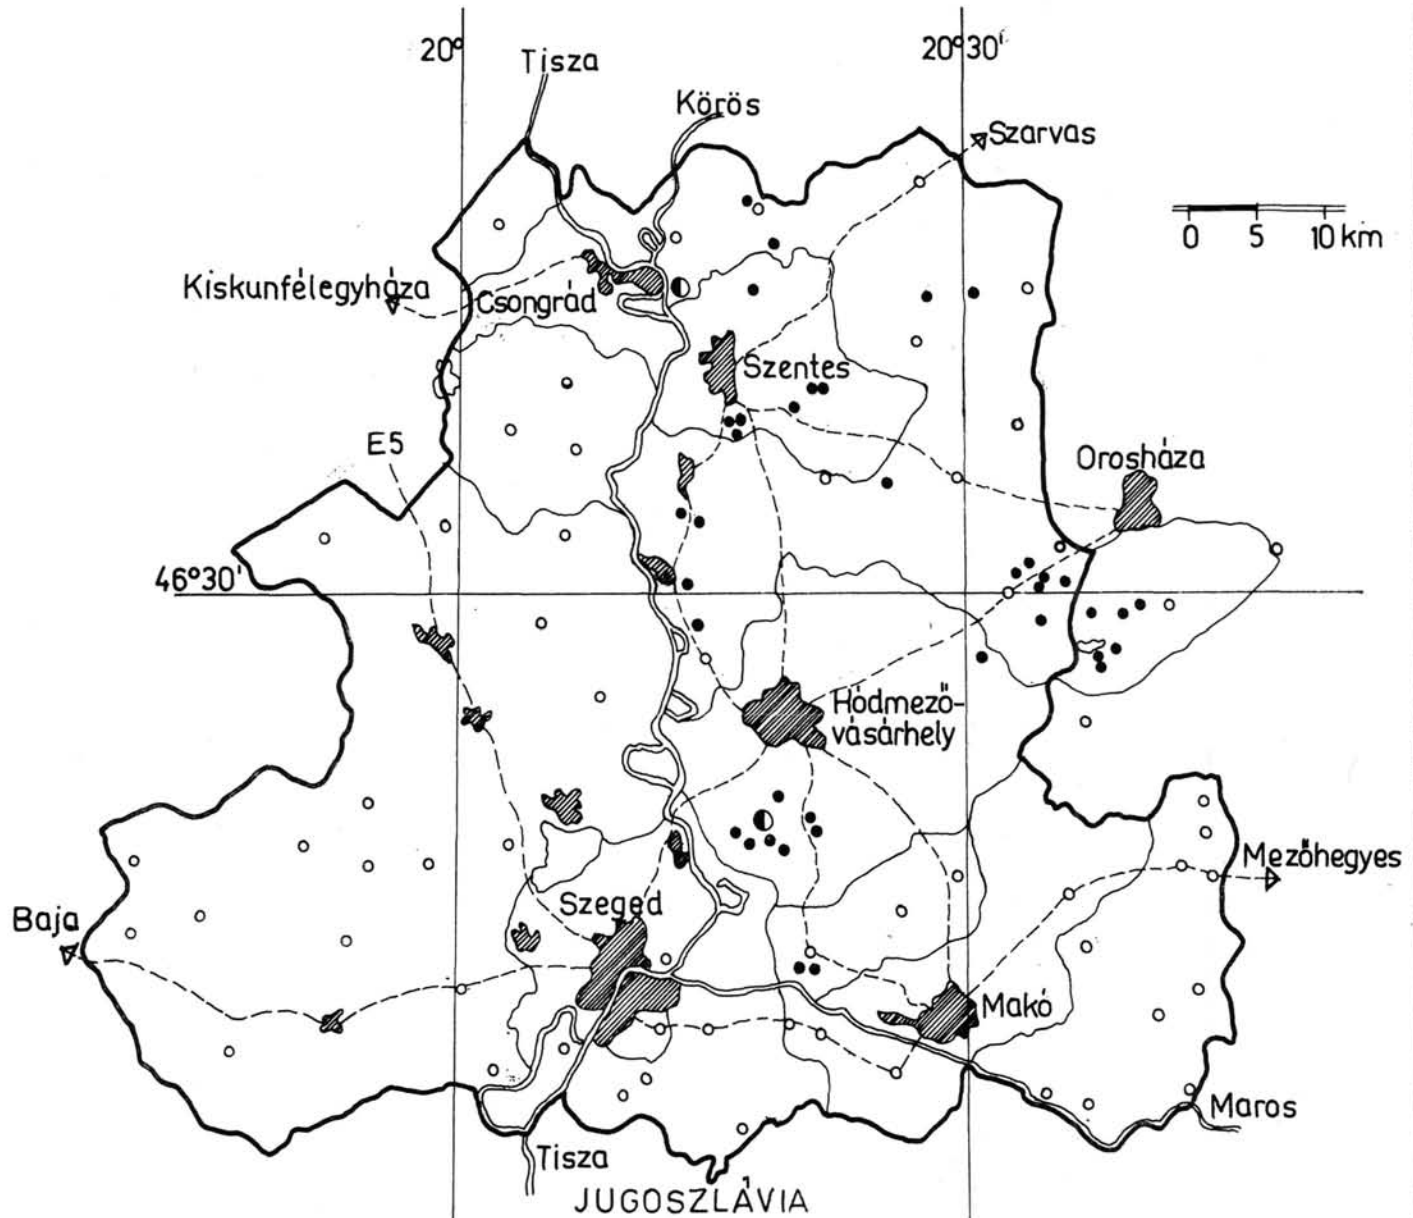 20°
20°30'
Tisza
Körös
Szarvas
0 5 10 km
Kiskunfélegyháza
Csongrád
Szentes
E5
Orosháza
46°30'
Hódmező-
vásárhely
Mezőhegyes
Szeged
Baja
Makó
Maros
Tisza
JUGOSZLÁVIA